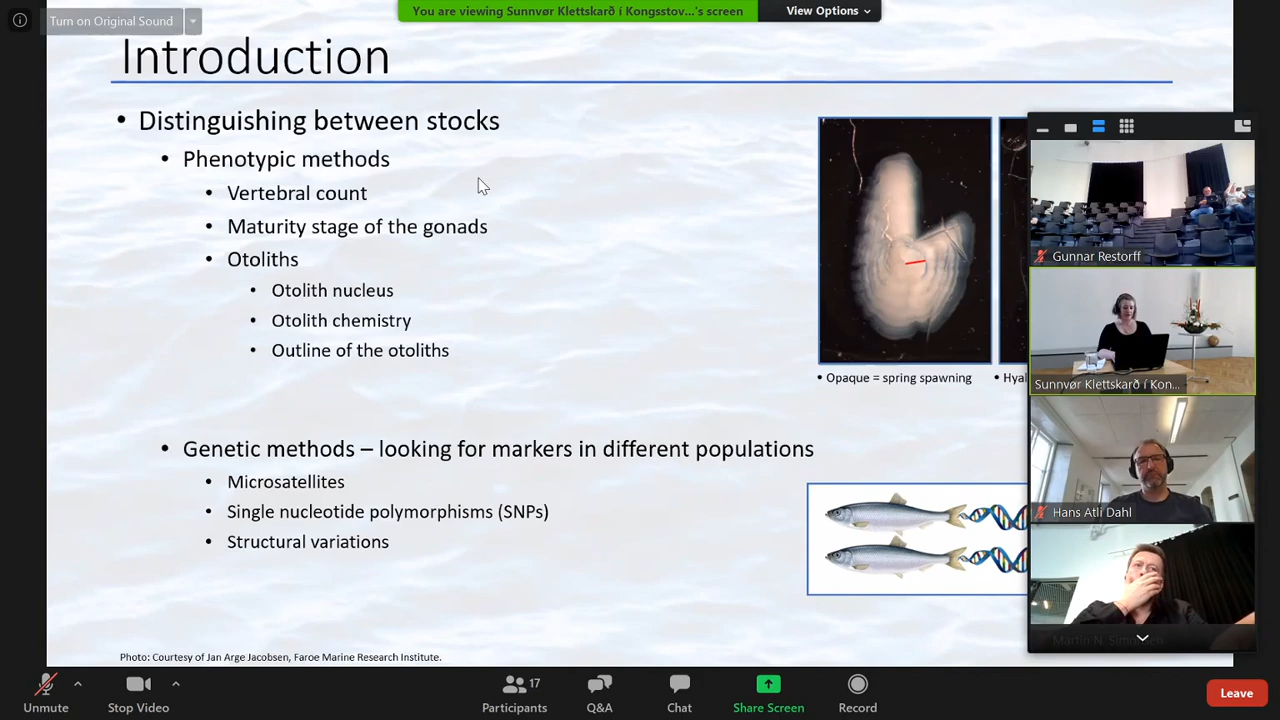 Turn on Original Sound
You are viewing Sunnvør Klettskarð í Kongsstov...'s screen
View Options
Introduction
• Distinguishing between stocks
• Phenotypic methods
• Vertebral count
• Maturity stage of the gonads
• Otoliths
• Otolith nucleus
• Otolith chemistry
• Outline of the otoliths
• Opaque = spring spawning
• Hyal
• Genetic methods – looking for markers in different populations
• Microsatellites
• Single nucleotide polymorphisms (SNPs)
• Structural variations
Photo: Courtesy of Jan Arge Jacobsen, Faroe Marine Research Institute.
Gunnar Restorff
Sunnvør Klettskarð í Kon...
Hans Atli Dahl
Unmute
Stop Video
17
Participants
Q&A
Chat
Share Screen
Record
Leave